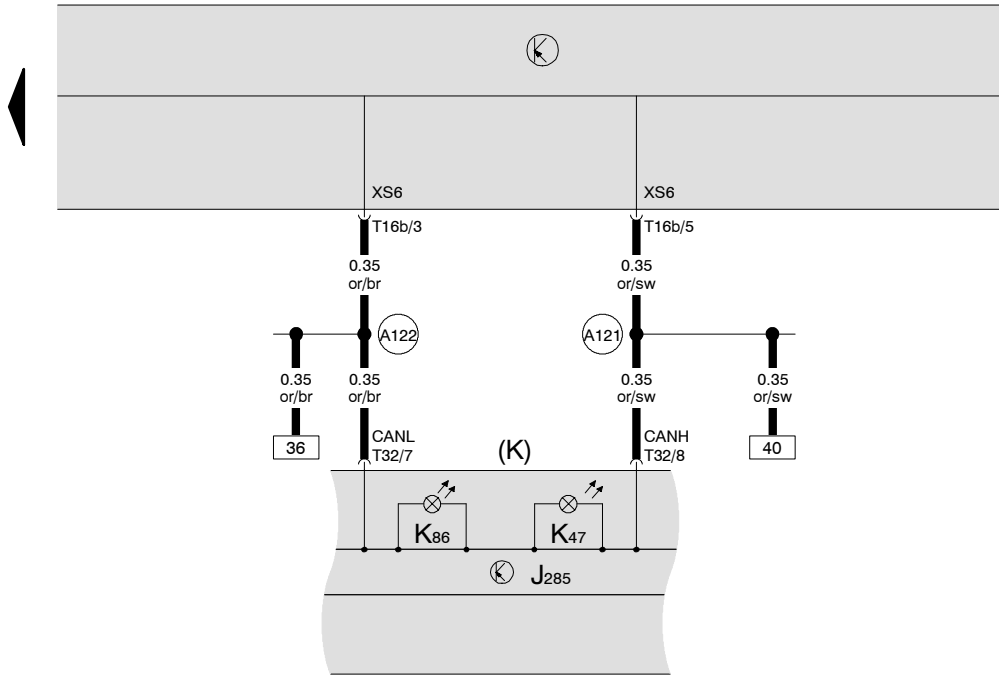 XS6 XS6
T16b/3 T16b/5
0.35 0.35
or/br or/sw
A122 A121
0.35 0.35 0.35 0.35
or/br or/br or/sw or/sw
CANL CANH
36 T32/7 (K) T32/8 40
K86 K47
J285